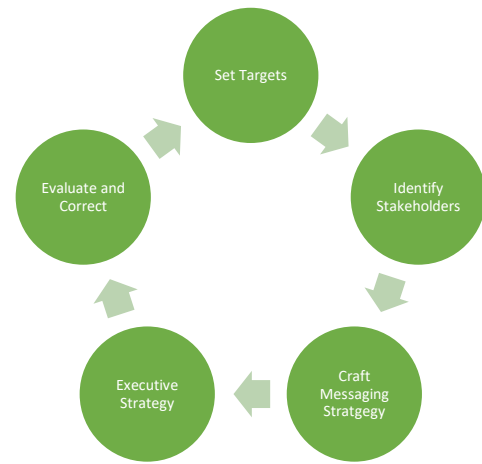 Set Targets
Identify
Stakeholders
Craft
Messaging
Stratgegy
Executive
Strategy
Evaluate and
Correct